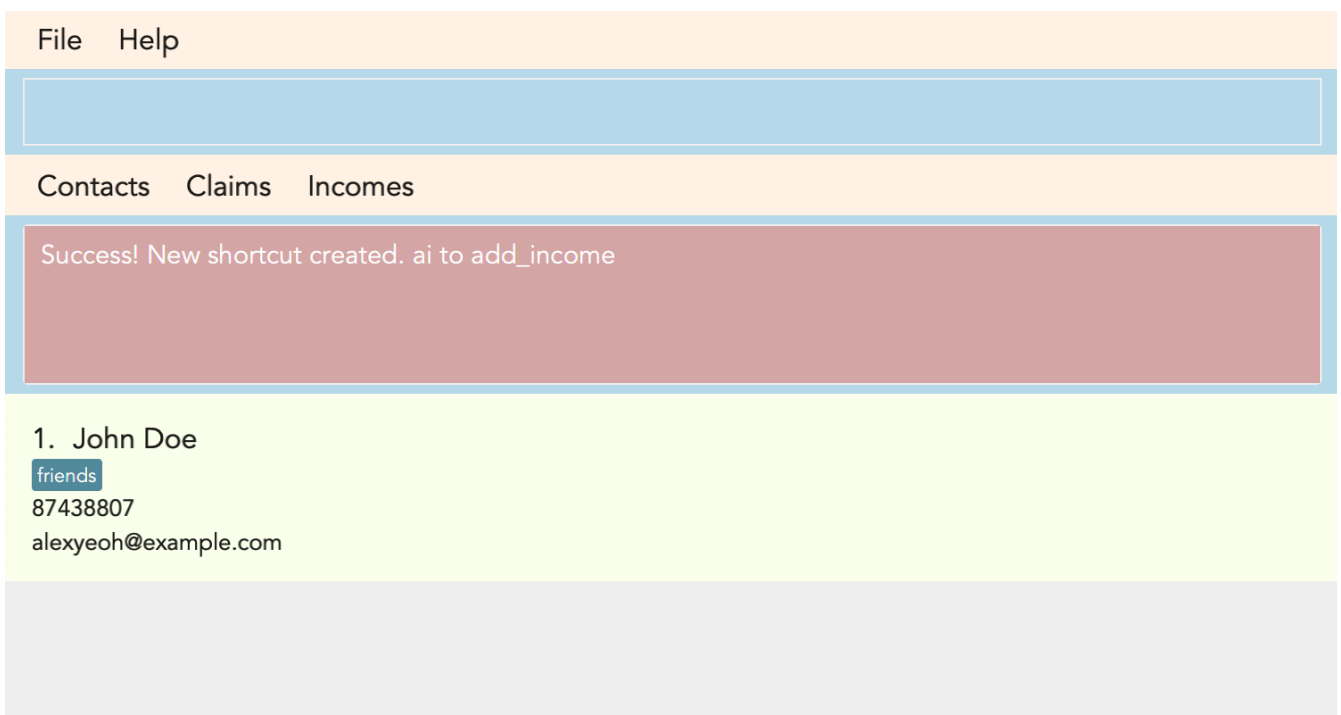 File Help
Contacts Claims Incomes
Success! New shortcut created. ai to add_income
1. John Doe
friends
87438807
alexyeoh@example.com